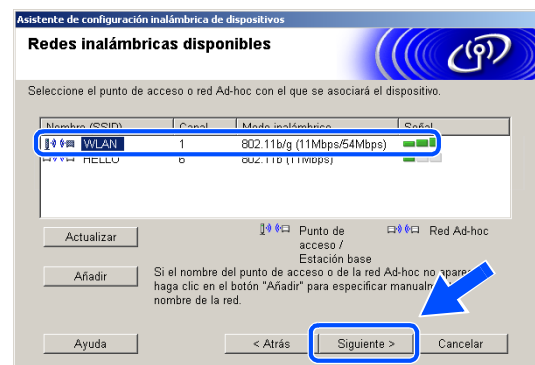 Asistente de configuración inalámbrica de dispositivos
Redes inalámbricas disponibles
Seleccione el punto de acceso o red Ad-hoc con el que se asociará el dispositivo.
Nombre (SSID) Canal Modo inalámbrico Señal
WLAN 1 802.11b/g (11Mbps/54Mbps)
HELLO 6 802.11b (11Mbps)
Actualizar
Punto de acceso / Estación base
Red Ad-hoc
Añadir
Si el nombre del punto de acceso o de la red Ad-hoc no
haga clic en el botón "Añadir" para especificar
nombre de la red.
Ayuda < Atrás Siguiente > Cancelar